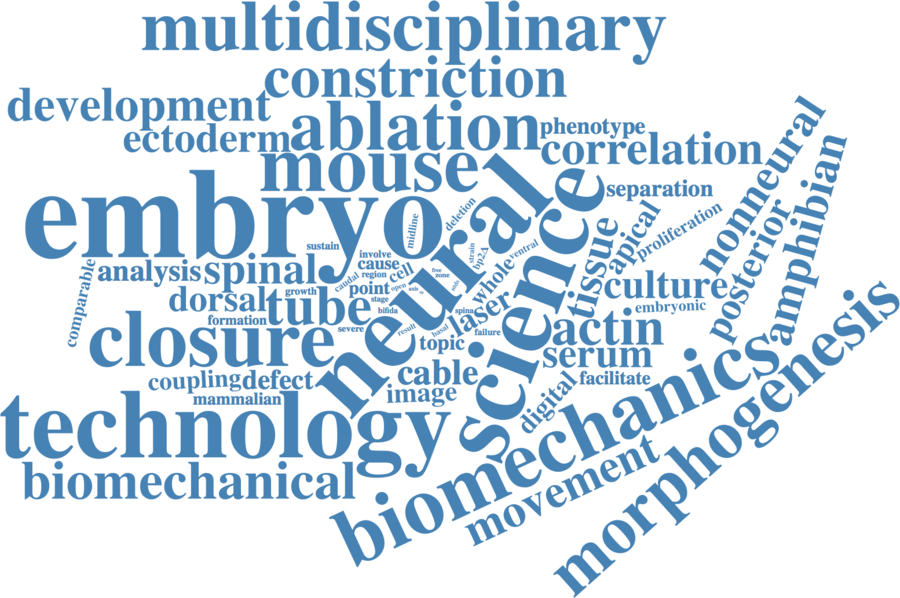 multidisciplinary
constriction
development
ablation
phenotype
ectoderm
correlation
mouse
nonneural
amphibian
embryo
neural
science
separation
deletion
midline
apical
proliferation
tissue
posterior
sustain
strain
ventral
bp2.1
involve
cause
cell
region
free
zone
whole
comparable
analysis
spinal
caudal
open
axis
point
growth
stage
culture
dorsal
tube
embryonic
bifida
spina
laser
formation
severe
result
basal
failure
actin
closure
topic
serum
coupling
defect
cable
facilitate
mammalian
image
digital
technology
biomechanics
morphogenesis
biomechanical
movement